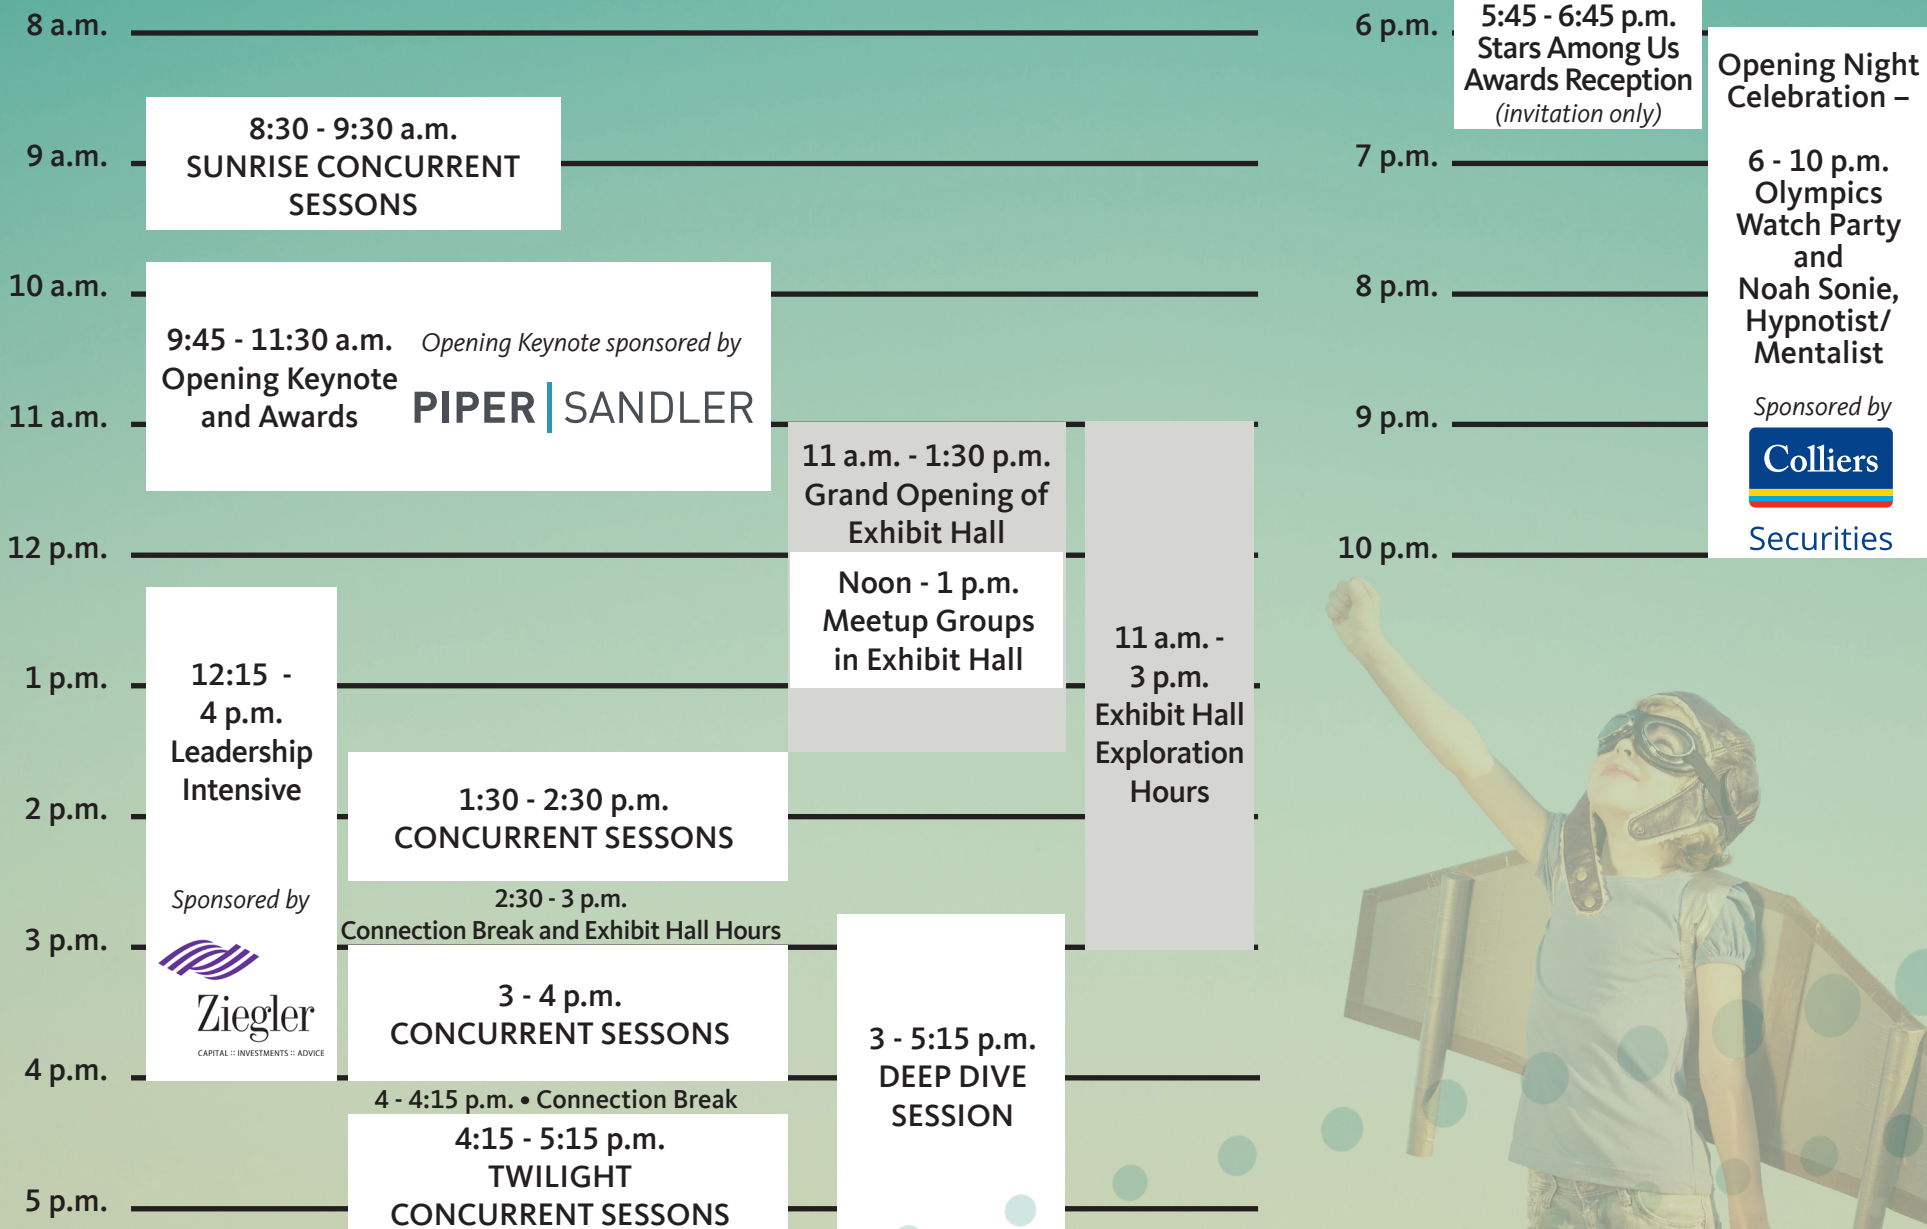 8 a.m.
8:30 - 9:30 a.m.
SUNRISE CONCURRENT
SESSONS
9 a.m.
10 a.m.
9:45 - 11:30 a.m.
Opening Keynote
and Awards
Opening Keynote sponsored by
PIPER | SANDLER
11 a.m.
11 a.m. - 1:30 p.m.
Grand Opening of
Exhibit Hall
12 p.m.
Noon - 1 p.m.
Meetup Groups
in Exhibit Hall
11 a.m. -
3 p.m.
Exhibit Hall
Exploration
Hours
1 p.m.
12:15 -
4 p.m.
Leadership
Intensive
Sponsored by
Ziegler
CAPITAL :: INVESTMENTS :: ADVICE
2 p.m.
1:30 - 2:30 p.m.
CONCURRENT SESSONS
2:30 - 3 p.m.
Connection Break and Exhibit Hall Hours
3 p.m.
3 - 4 p.m.
CONCURRENT SESSONS
3 - 5:15 p.m.
DEEP DIVE
SESSION
4 p.m.
4 - 4:15 p.m. • Connection Break
4:15 - 5:15 p.m.
TWILIGHT
CONCURRENT SESSONS
5 p.m.
6 p.m.
5:45 - 6:45 p.m.
Stars Among Us
Awards Reception
(invitation only)
Opening Night
Celebration –
6 - 10 p.m.
Olympics
Watch Party
and
Noah Sonie,
Hypnotist/
Mentalist
Sponsored by
Colliers
Securities
7 p.m.
8 p.m.
9 p.m.
10 p.m.